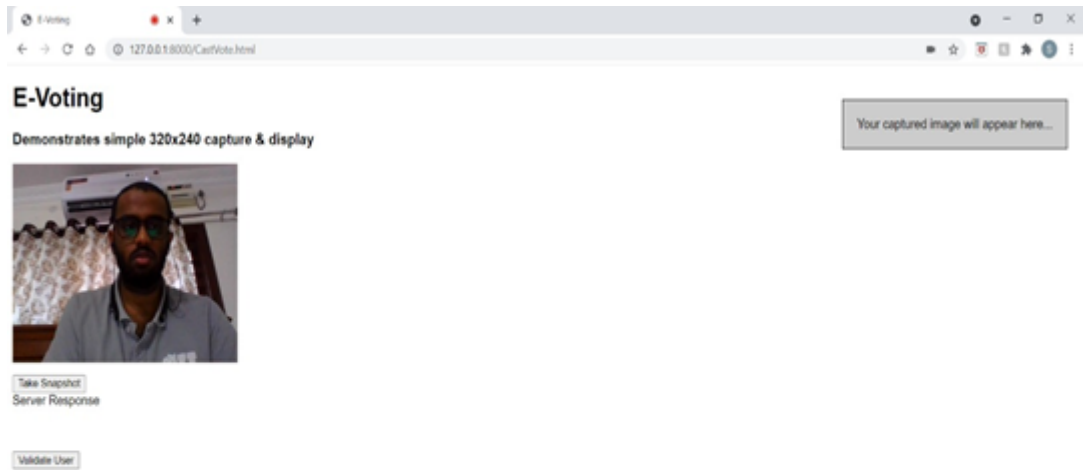 E-Voting
127.0.0.1:8000/CastVote.html
E-Voting
Your captured image will appear here...
Demonstrates simple 320x240 capture & display
Take Snapshot
Server Response
Validate User